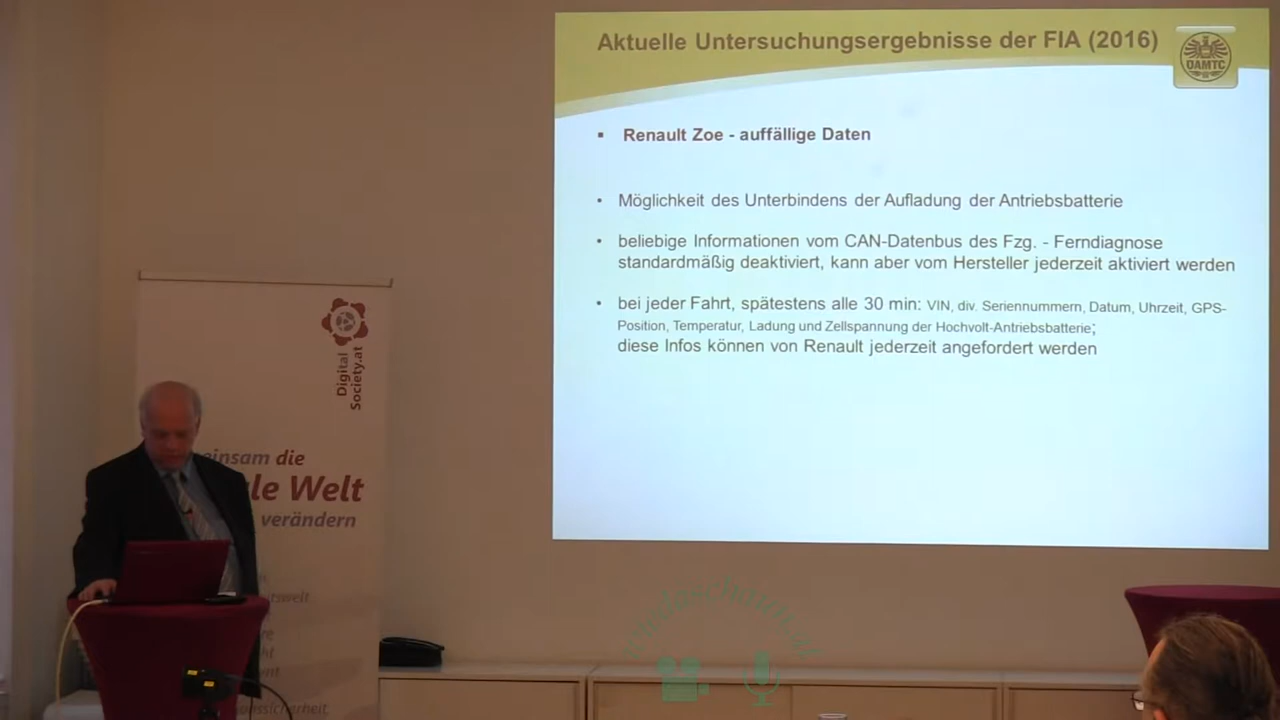 Aktuelle Untersuchungsergebnisse der FIA (2016)
ÖAMTC
Renault Zoe - auffällige Daten
Möglichkeit des Unterbindens der Aufladung der Antriebsbatterie
beliebige Informationen vom CAN-Datenbus des Fzg. - Ferndiagnose
standardmäßig deaktiviert, kann aber vom Hersteller jederzeit aktiviert werden
bei jeder Fahrt, spätestens alle 30 min: VIN, div. Seriennummern, Datum, Uhrzeit, GPS-
Position, Temperatur, Ladung und Zellspannung der Hochvolt-Antriebsbatterie;
diese Infos können von Renault jederzeit angefordert werden
Digital
Society.at
einsam die
le Welt
verändern